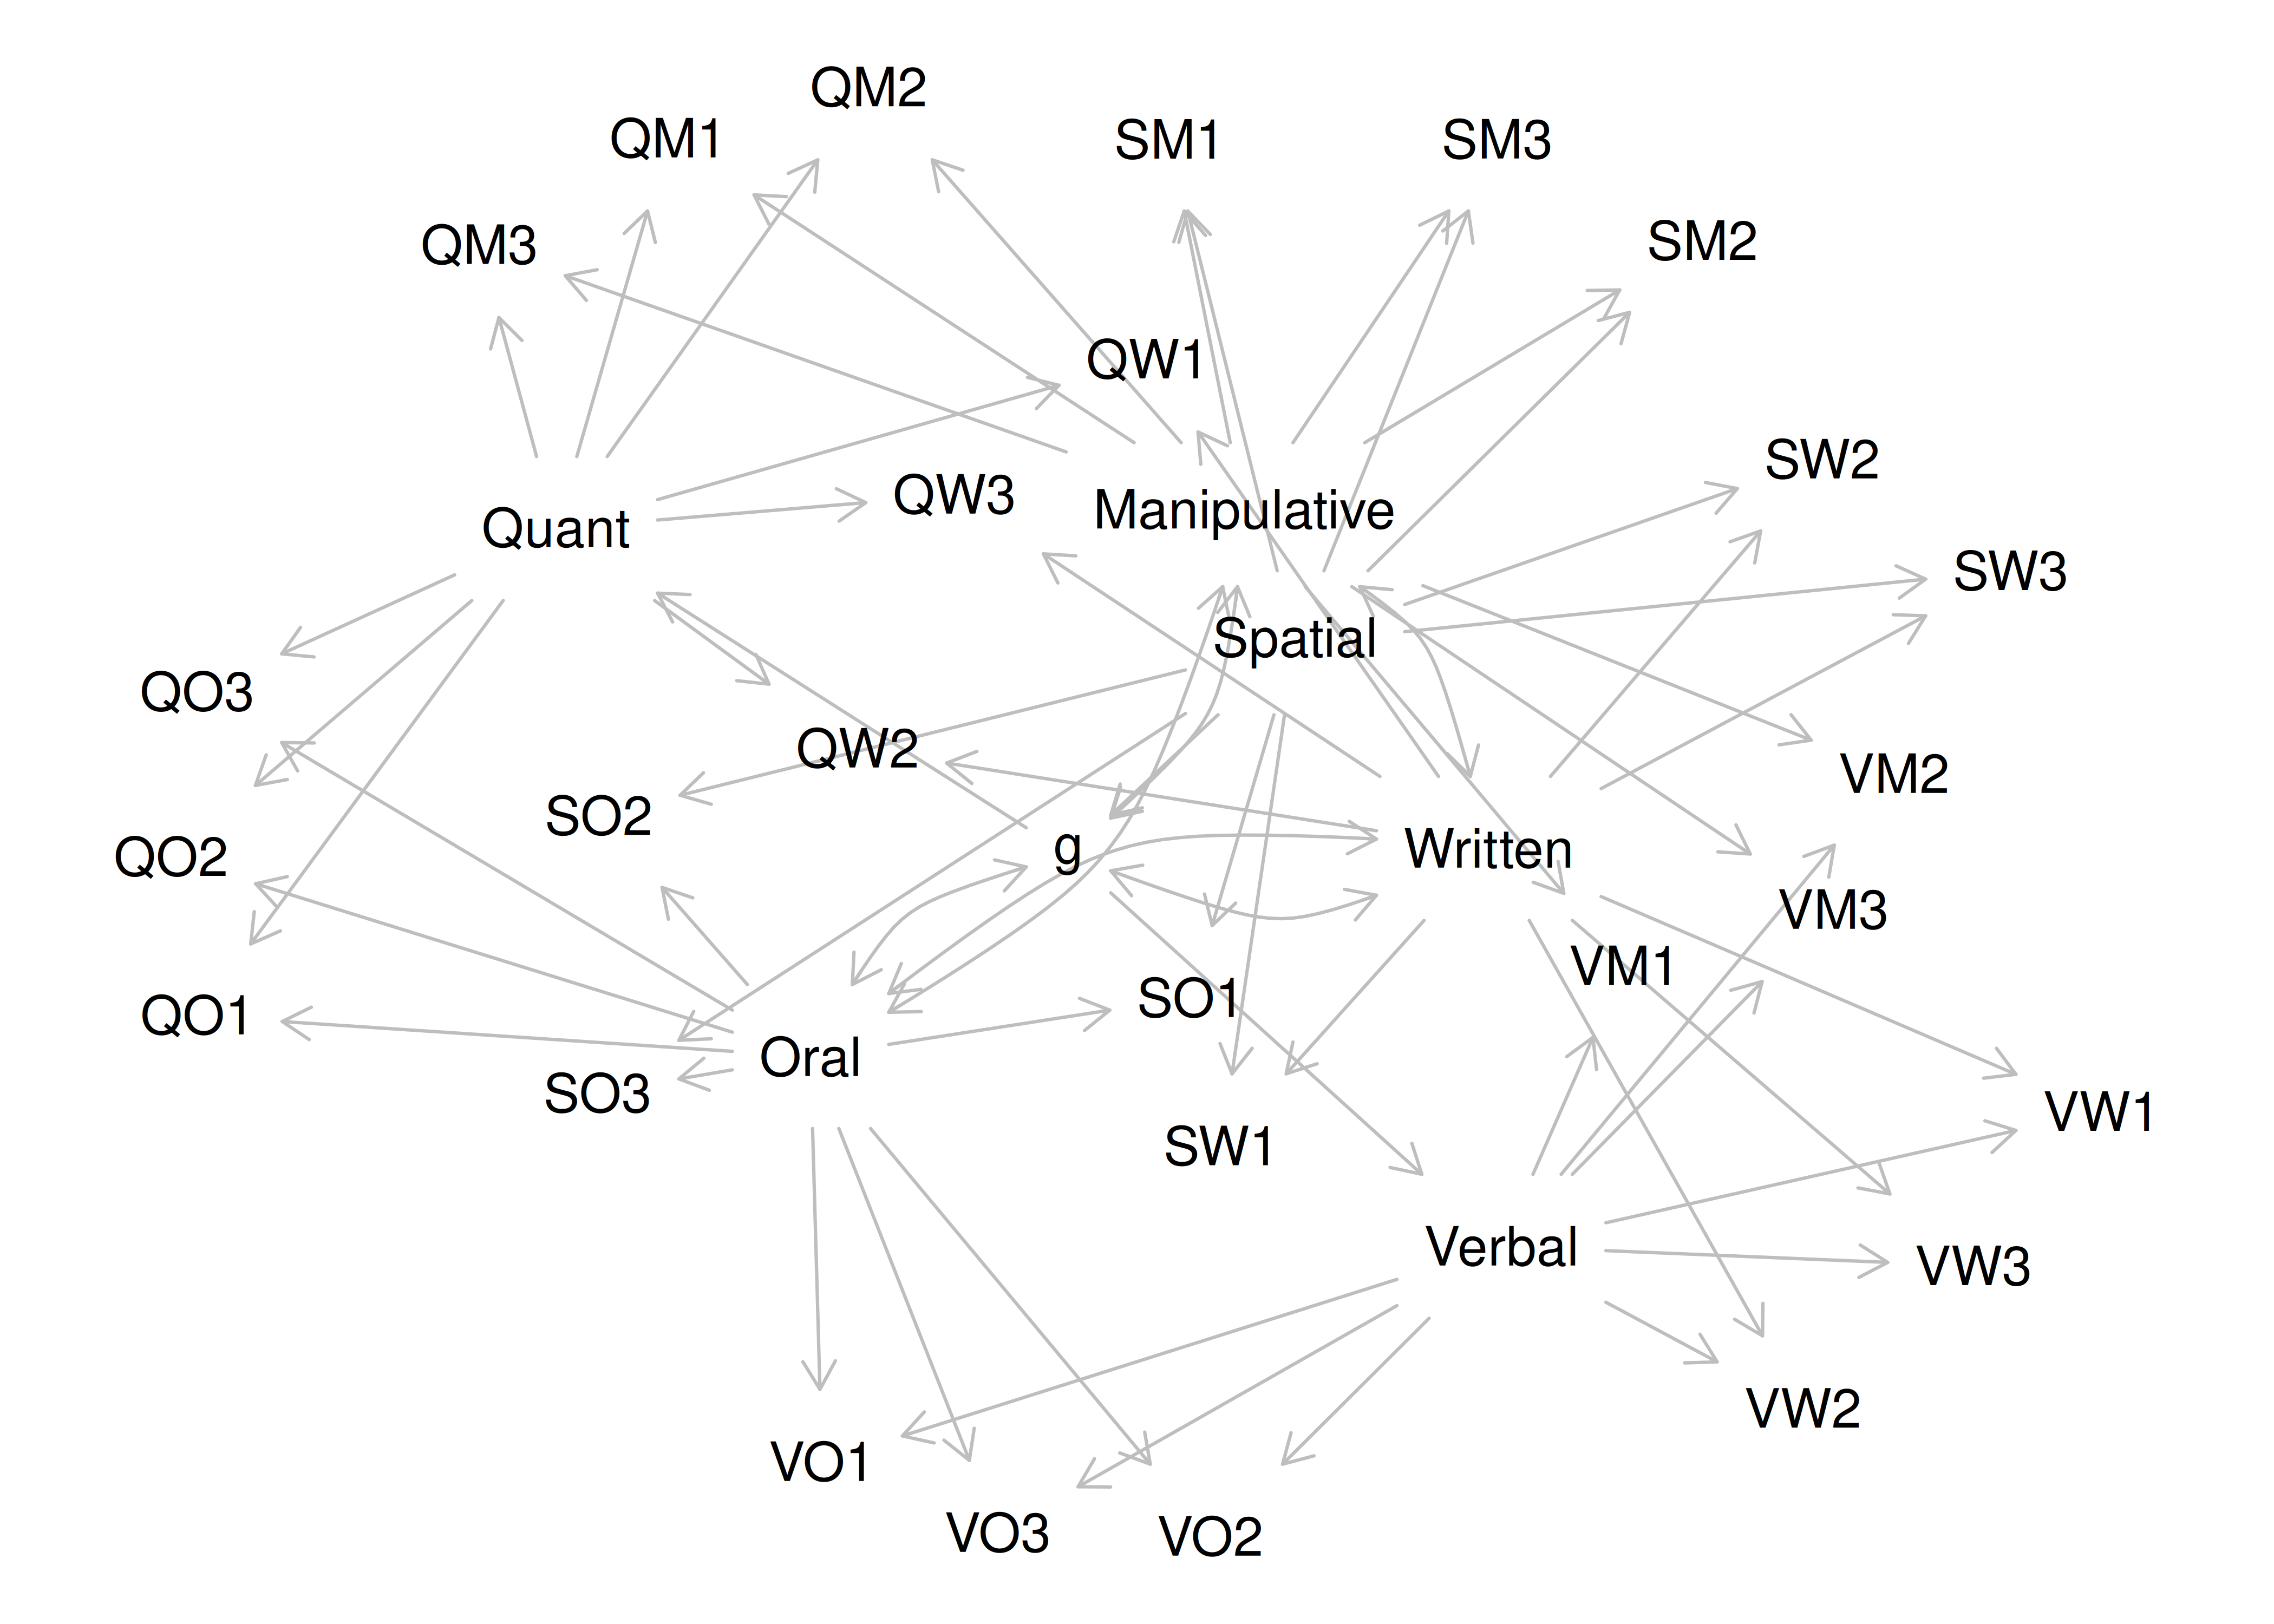 QM2
QM1
SM1
SM3
QM3
SM2
QW1
SW2
QW3
Manipulative
Quant
SW3
Spatial
QO3
QW2
VM2
SO2
g
Written
QO2
VM3
VM1
SO1
QO1
Oral
SO3
VW1
SW1
Verbal
VW3
VW2
VO1
VO3
VO2